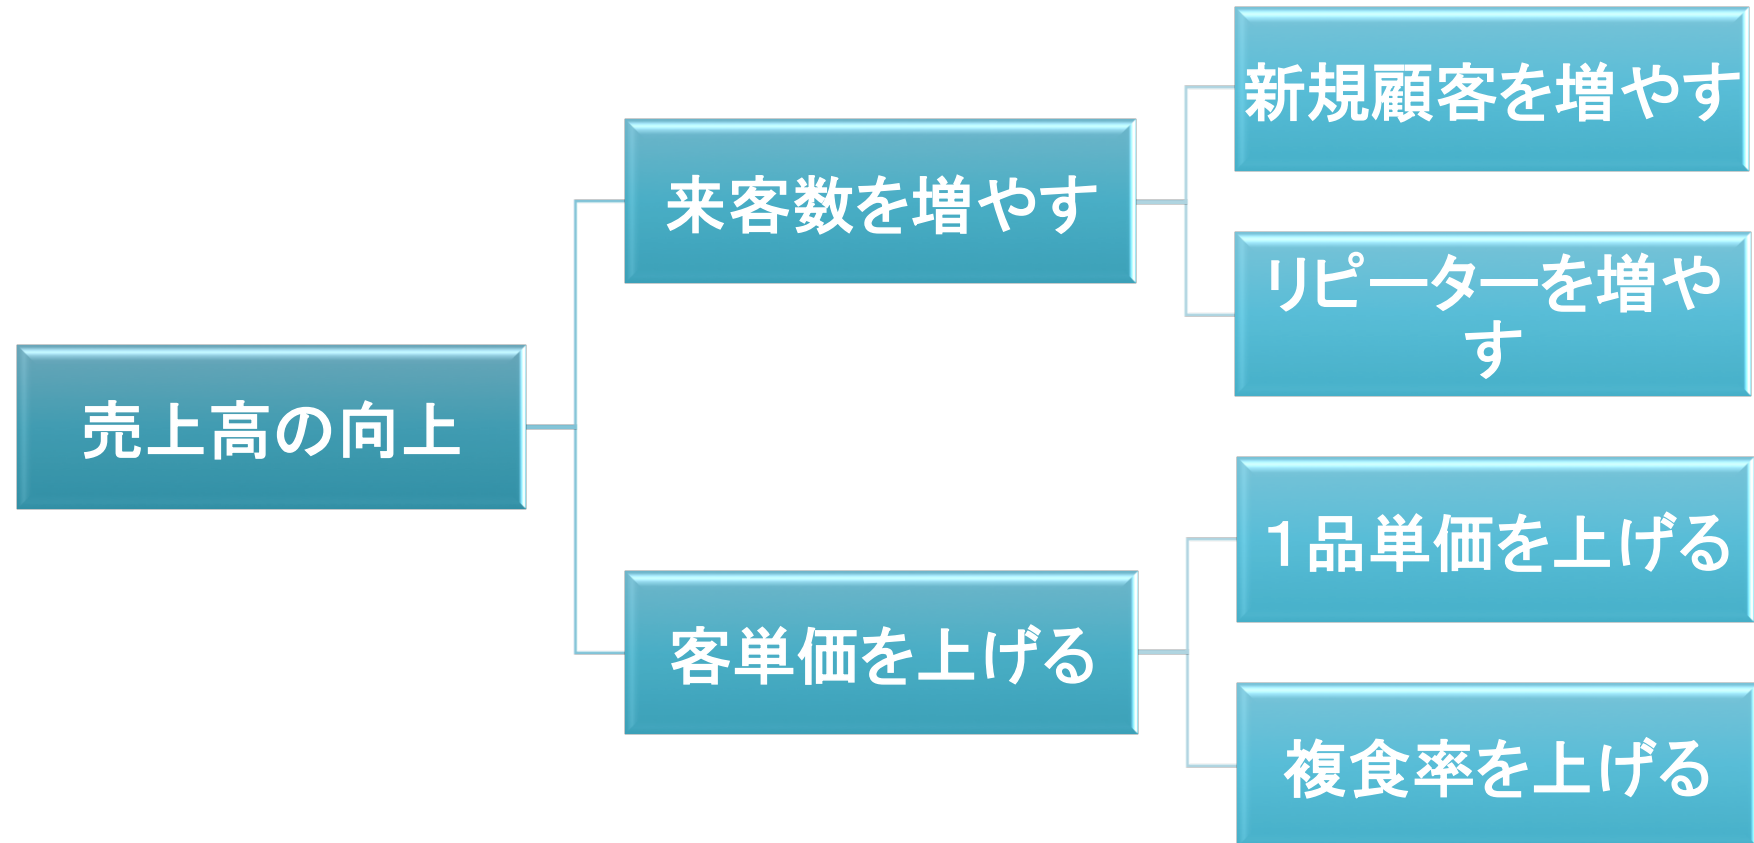 売上高の向上
来客数を増やす
新規顧客を増やす
リピーターを増や
す
客単価を上げる
１品単価を上げる
複食率を上げる